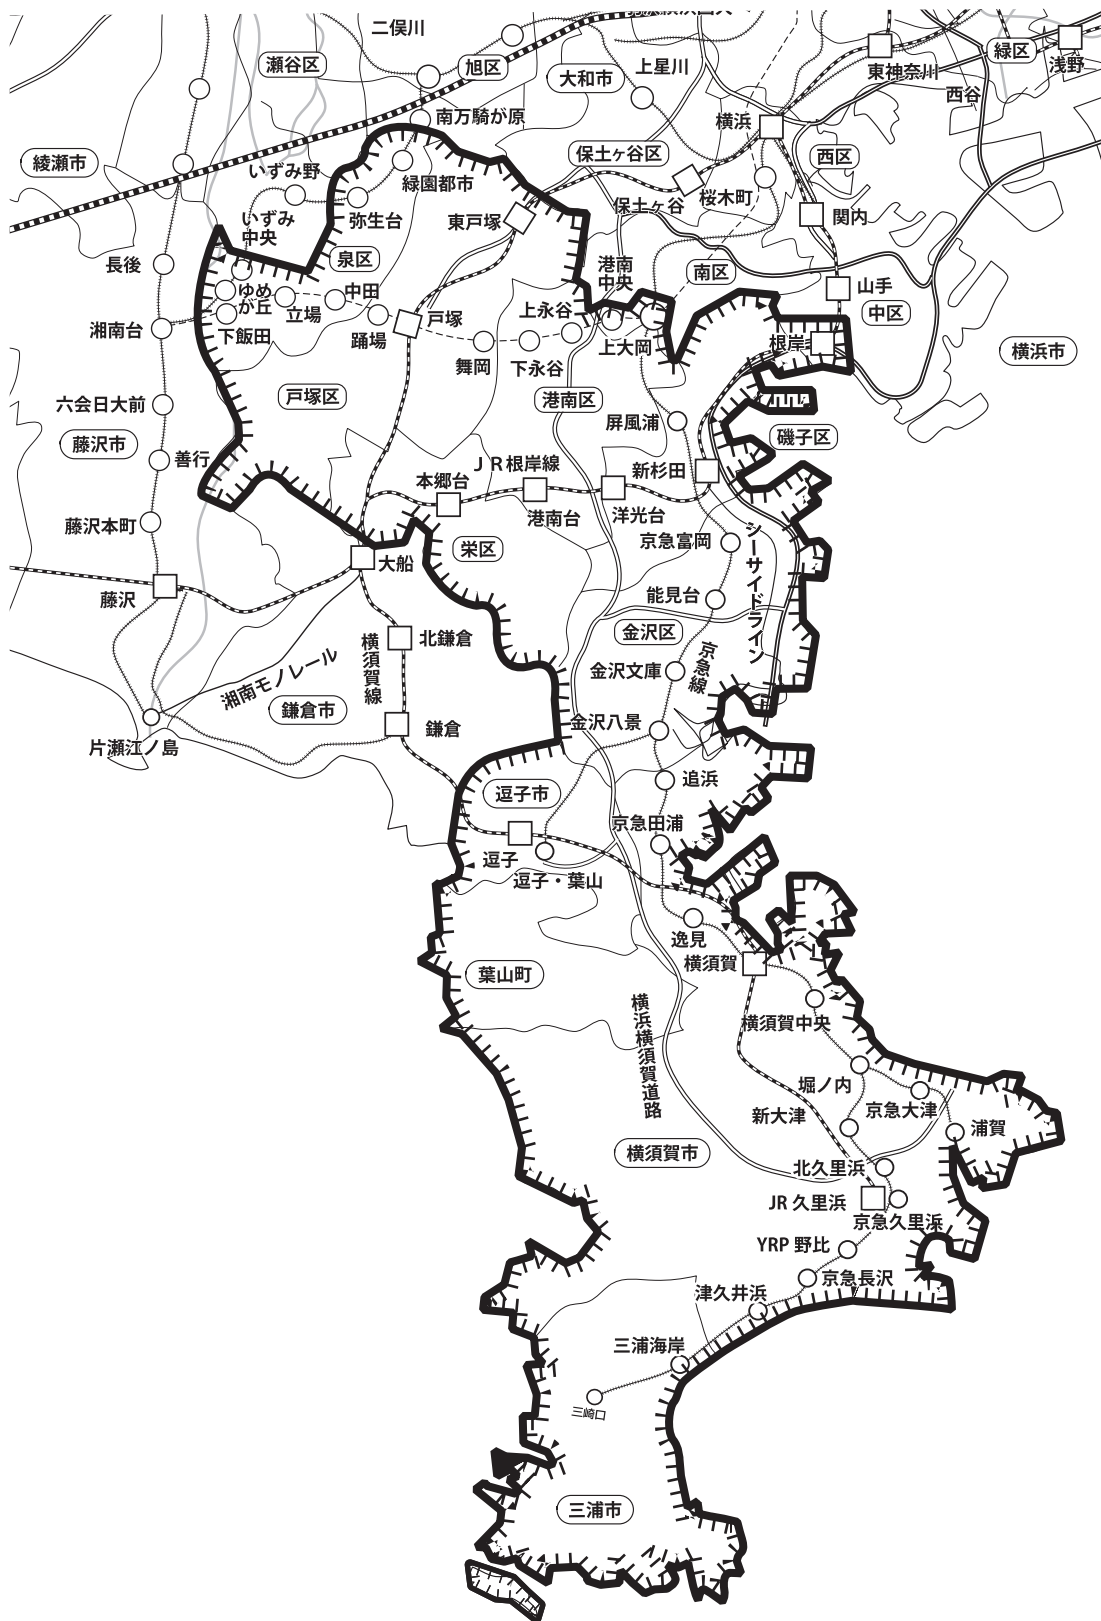 二俣川
瀬谷区
旭区
大和市
上星川
東神奈川
緑区
浅野
西谷
南万騎が原
横浜
綾瀬市
いずみ野
緑園都市
保土ヶ谷区
西区
保土ヶ谷
桜木町
関内
いずみ
中央
弥生台
東戸塚
長後
泉区
港南
中央
南区
山手
ゆめ
が丘
立場
中田
戸塚
上永谷
中区
湘南台
下飯田
踊場
舞岡
下永谷
上大岡
根岸
横浜市
六会日大前
戸塚区
港南区
屏風浦
磯子区
藤沢市
善行
JR根岸線
新杉田
本郷台
港南台
洋光台
藤沢本町
京急富岡
シーサイドライン
大船
栄区
藤沢
能見台
金沢区
北鎌倉
横須賀線
湘南モノレール
金沢文庫
京急線
鎌倉市
鎌倉
金沢八景
片瀬江ノ島
追浜
逗子市
京急田浦
逗子
逗子・葉山
逸見
横須賀
葉山町
横浜横須賀道路
横須賀中央
堀ノ内
新大津
京急大津
浦賀
横須賀市
北久里浜
JR 久里浜
京急久里浜
YRP 野比
京急長沢
津久井浜
三浦海岸
三崎口
三浦市